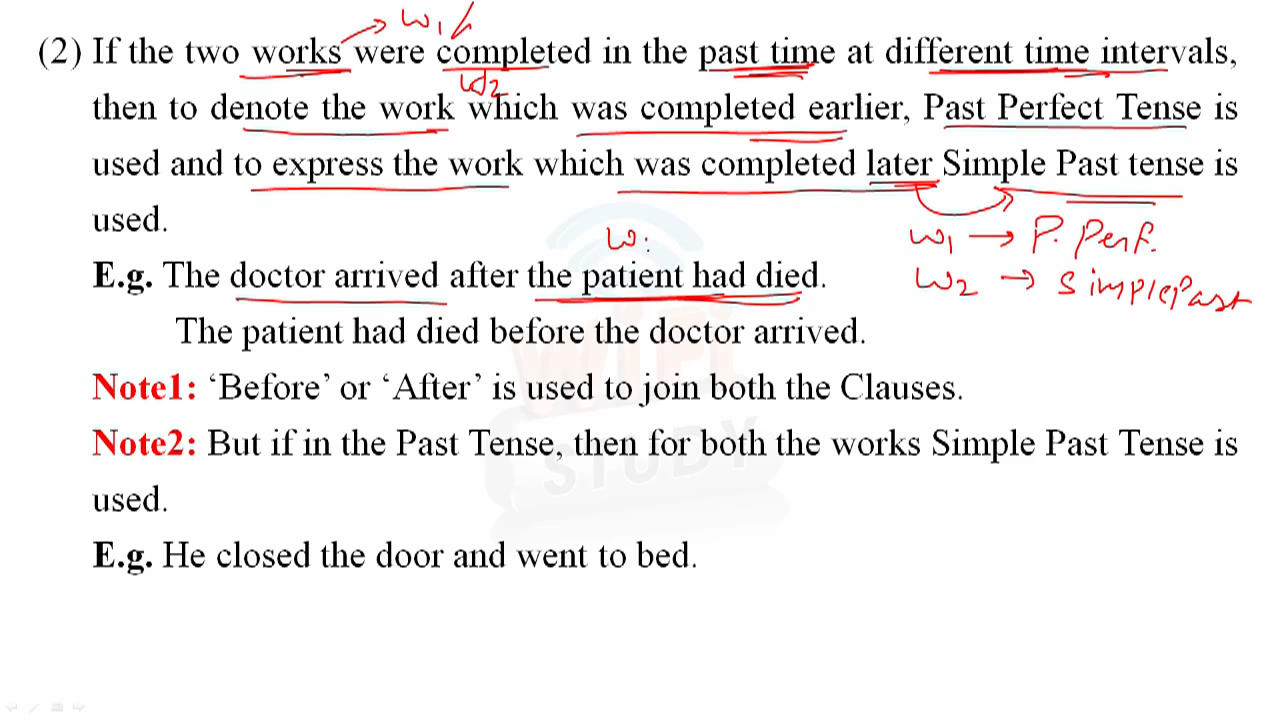 W1
(2) If the two works were completed in the past time at different time intervals,
W2
then to denote the work which was completed earlier, Past Perfect Tense is
used and to express the work which was completed later Simple Past tense is
used.
W1 → P. Perf.
W2 → Simple Past
E.g. The doctor arrived after the patient had died.
The patient had died before the doctor arrived.
Note1: ‘Before’ or ‘After’ is used to join both the Clauses.
Note2: But if in the Past Tense, then for both the works Simple Past Tense is
used.
E.g. He closed the door and went to bed.
WiFi
STUDY